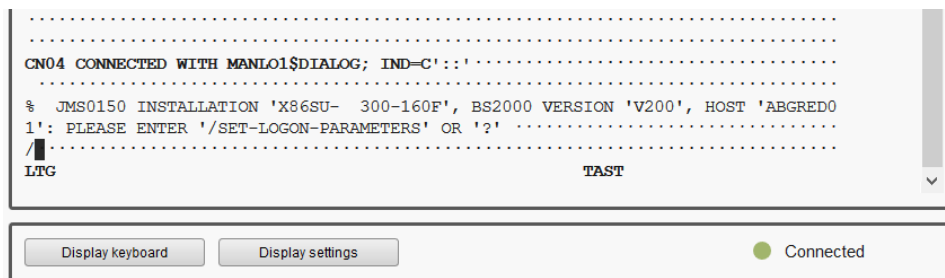 CN04 CONNECTED WITH MANLO1$DIALOG; IND=C'::'
% JMS0150 INSTALLATION 'X86SU- 300-160F', BS2000 VERSION 'V200', HOST 'ABGRED0
1': PLEASE ENTER '/SET-LOGON-PARAMETERS' OR '?'
/
LTG TAST
Display keyboard Display settings Connected